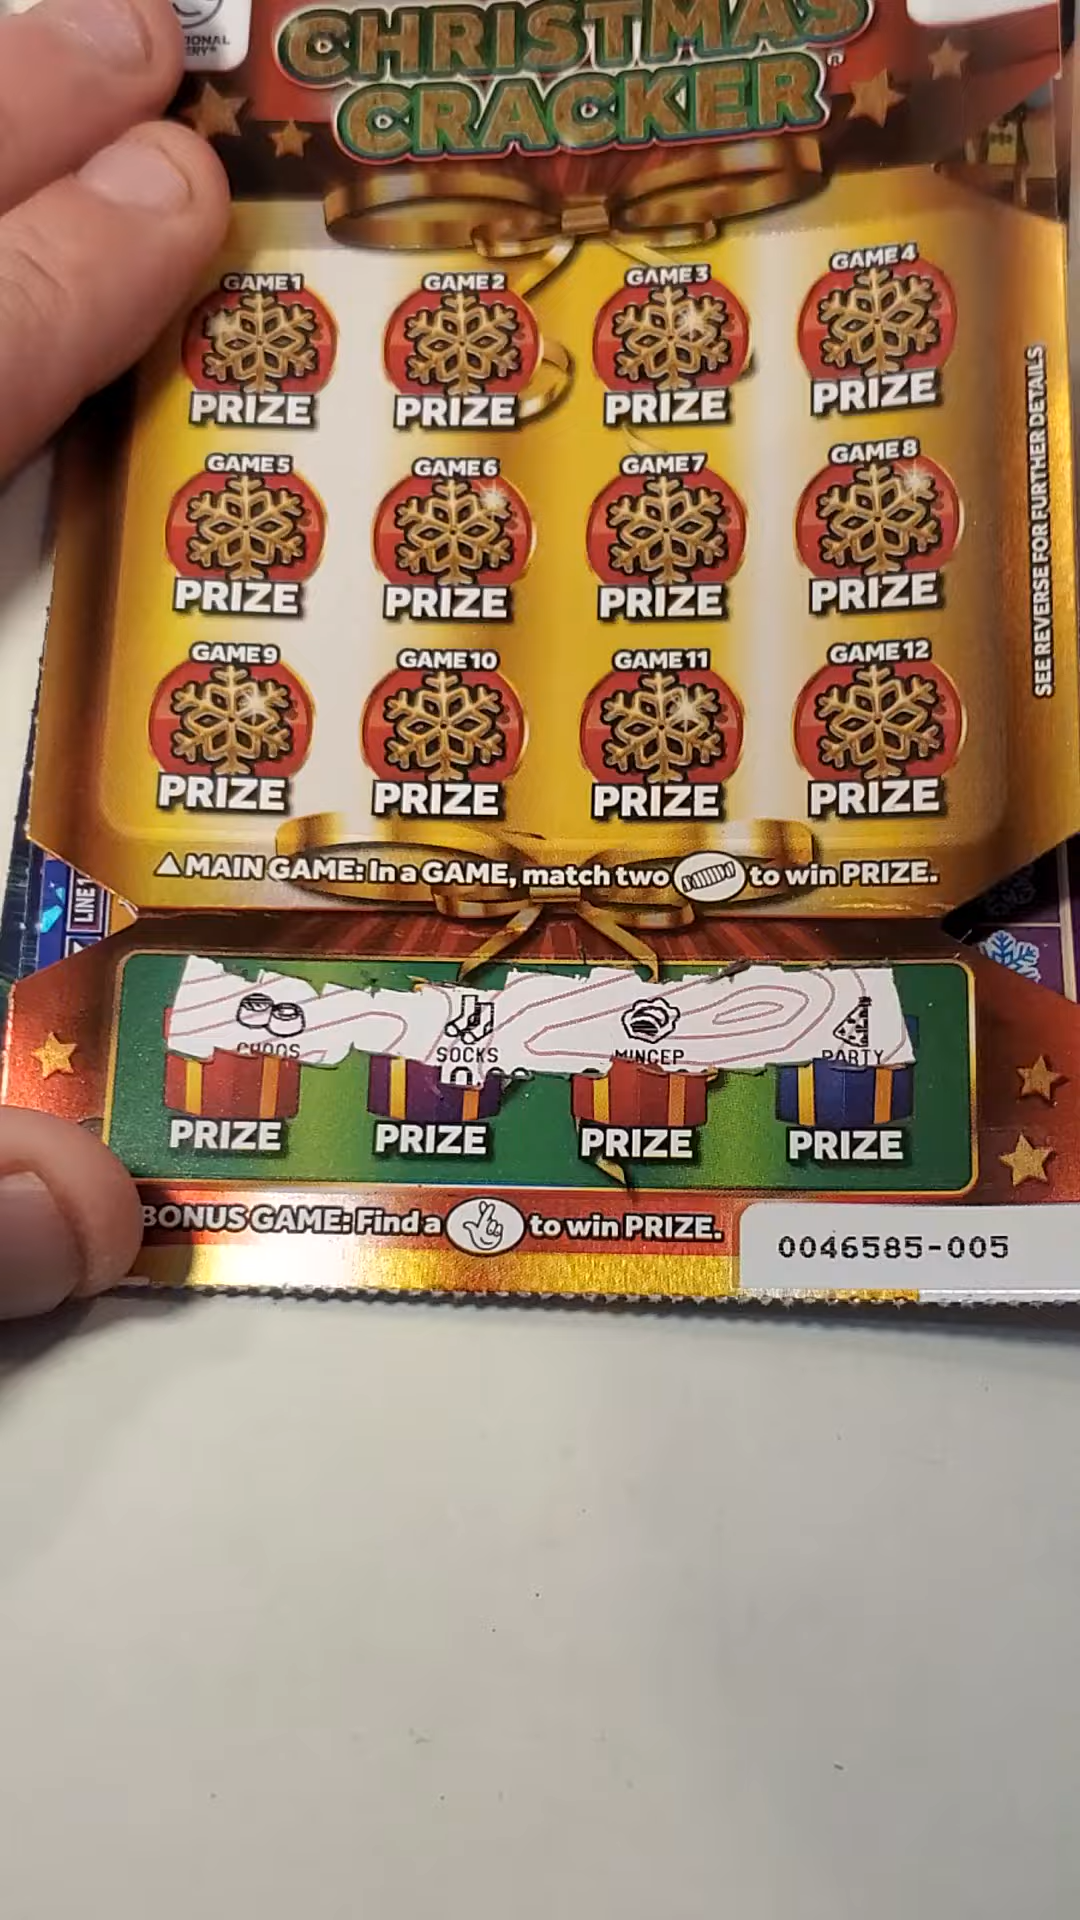 CHRISTMAS
CRACKER®
GAME 1 GAME 2 GAME 3 GAME 4
PRIZE PRIZE PRIZE PRIZE
GAME 5 GAME 6 GAME 7 GAME 8
PRIZE PRIZE PRIZE PRIZE
GAME 9 GAME 10 GAME 11 GAME 12
PRIZE PRIZE PRIZE PRIZE
SEE REVERSE FOR FURTHER DETAILS
▲MAIN GAME: In a GAME, match two to win PRIZE.
LINE
CHOCS SOCKS MINCEP PARTY
PRIZE PRIZE PRIZE PRIZE
BONUS GAME: Find a to win PRIZE.
0046585-005